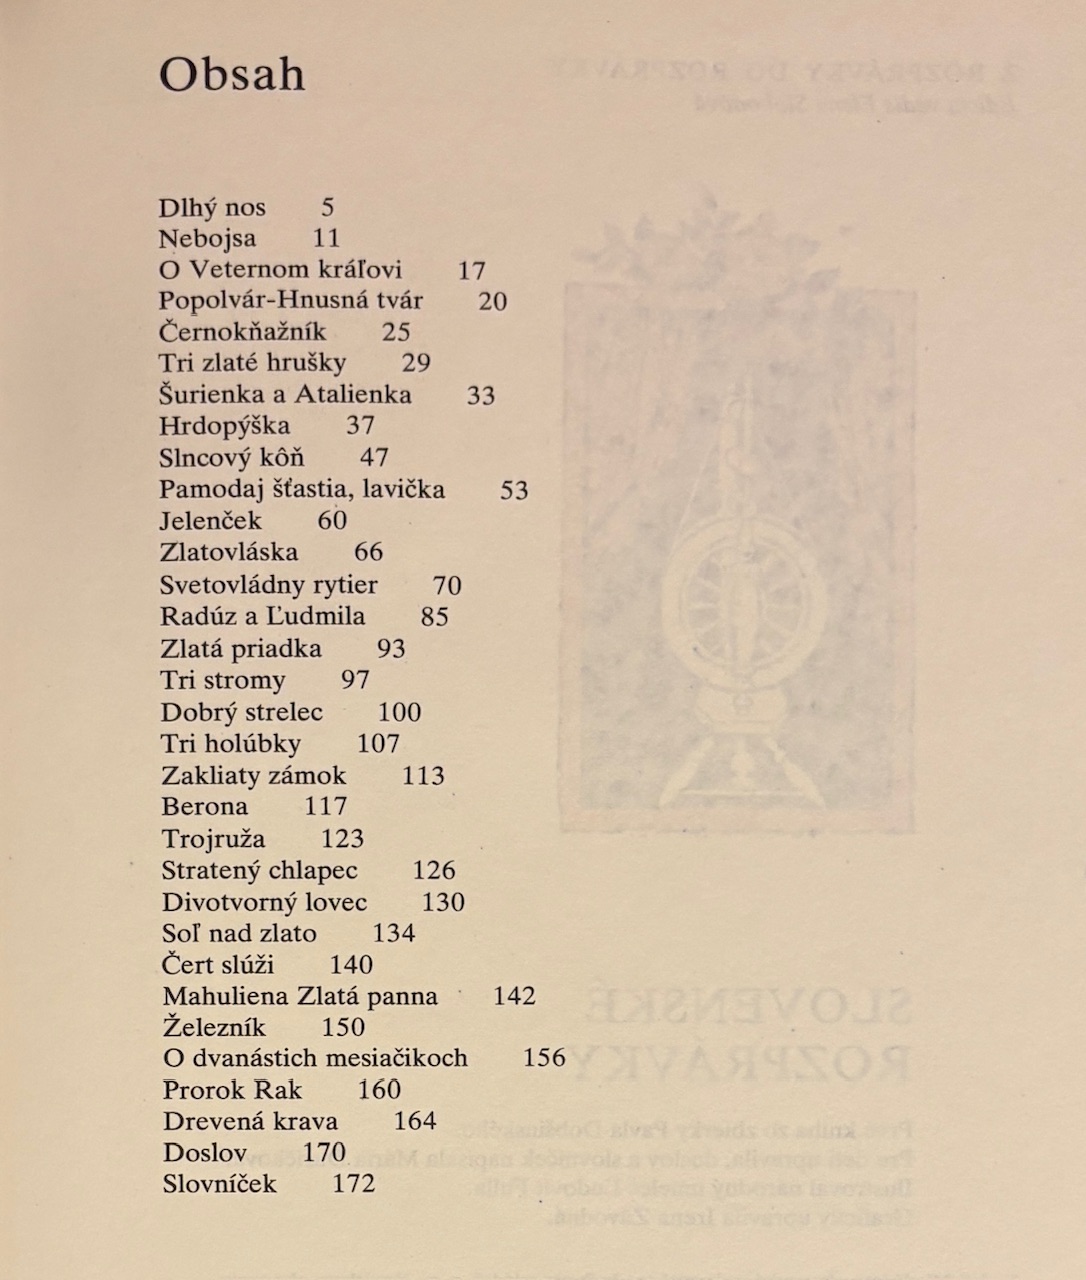 Obsah
Dlhý nos 5
Nebojsa 11
O Veternom kráľovi 17
Popolvár-Hnusná tvár 20
Černokňažník 25
Tri zlaté hrušky 29
Šurienka a Atalienka 33
Hrdopýška 37
Slncový kôň 47
Pamodaj šťastia, lavička 53
Jelenček 60
Zlatovláska 66
Svetovládny rytier 70
Radúz a Ľudmila 85
Zlatá priadka 93
Tri stromy 97
Dobrý strelec 100
Tri holúbky 107
Zakliaty zámok 113
Berona 117
Trojruža 123
Stratený chlapec 126
Divotvorný lovec 130
Soľ nad zlato 134
Čert slúži 140
Mahuliena Zlatá panna 142
Železník 150
O dvanástich mesiačikoch 156
Prorok Rak 160
Drevená krava 164
Doslov 170
Slovníček 172
SLOVENSKÉ
ROZPRÁVKY